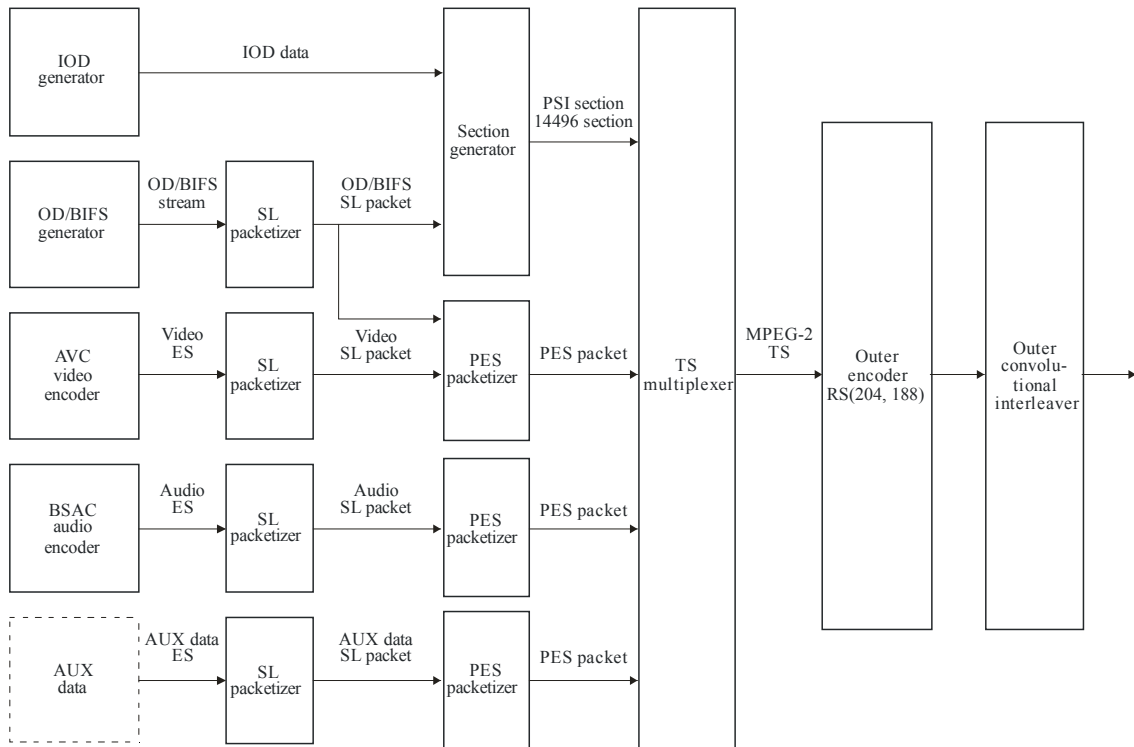 IOD
generator
IOD data
Section
generator
PSI section
14496 section
OD/BIFS
generator
OD/BIFS
stream
SL
packetizer
OD/BIFS
SL packet
AVC
video
encoder
Video
ES
SL
packetizer
Video
SL packet
PES
packetizer
PES packet
TS
multiplexer
MPEG-2
TS
Outer
encoder
RS(204, 188)
Outer
convolu-
tional
interleaver
BSAC
audio
encoder
Audio
ES
SL
packetizer
Audio
SL packet
PES
packetizer
PES packet
AUX
data
AUX data
ES
SL
packetizer
AUX data
SL packet
PES
packetizer
PES packet